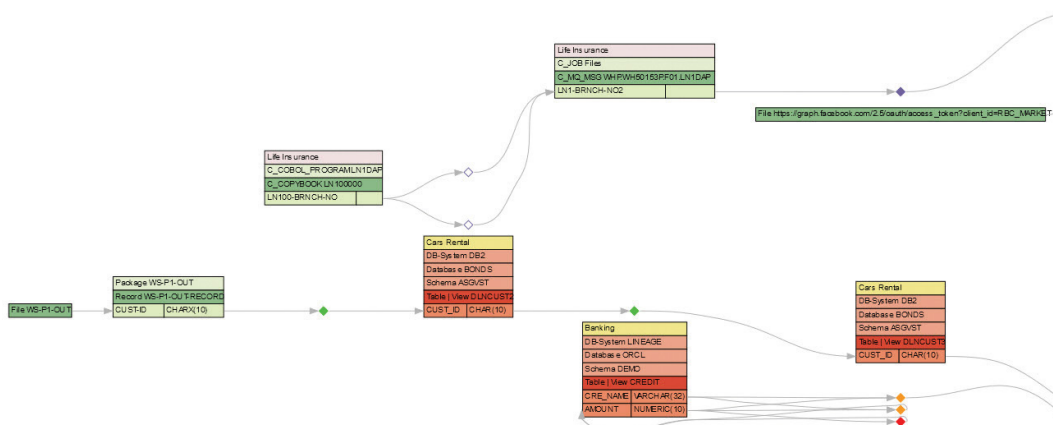 Life Insurance
C_JOB Files
C_MQ_MSG WH.P.WH50153P.F01.LN1DAP
LN1-BRNCH-NO2
File https://graph.facebook.com/2.5/oauth/access_token?client_id=RBC_MARKET-
Life Insurance
C_COBOL_PROGRAM LN1DAP
C_COPYBOOK LN100000
LN100-BRNCH-NO
Cars Rental
DB-System DB2
Database BONDS
Schema ASGVST
Table | View DLNCUST2
CUST_ID CHAR(10)
Package WS-P1-OUT
Record WS-P1-OUT-RECORD
CUST-ID CHARX(10)
File WS-P1-OUT
Cars Rental
DB-System DB2
Database BONDS
Schema ASGVST
Table | View DLNCUST3
CUST_ID CHAR(10)
Banking
DB-System LINEAGE
Database ORCL
Schema DEMO
Table | View CREDIT
CRE_NAME VARCHAR(32)
AMOUNT NUMERIC(10)